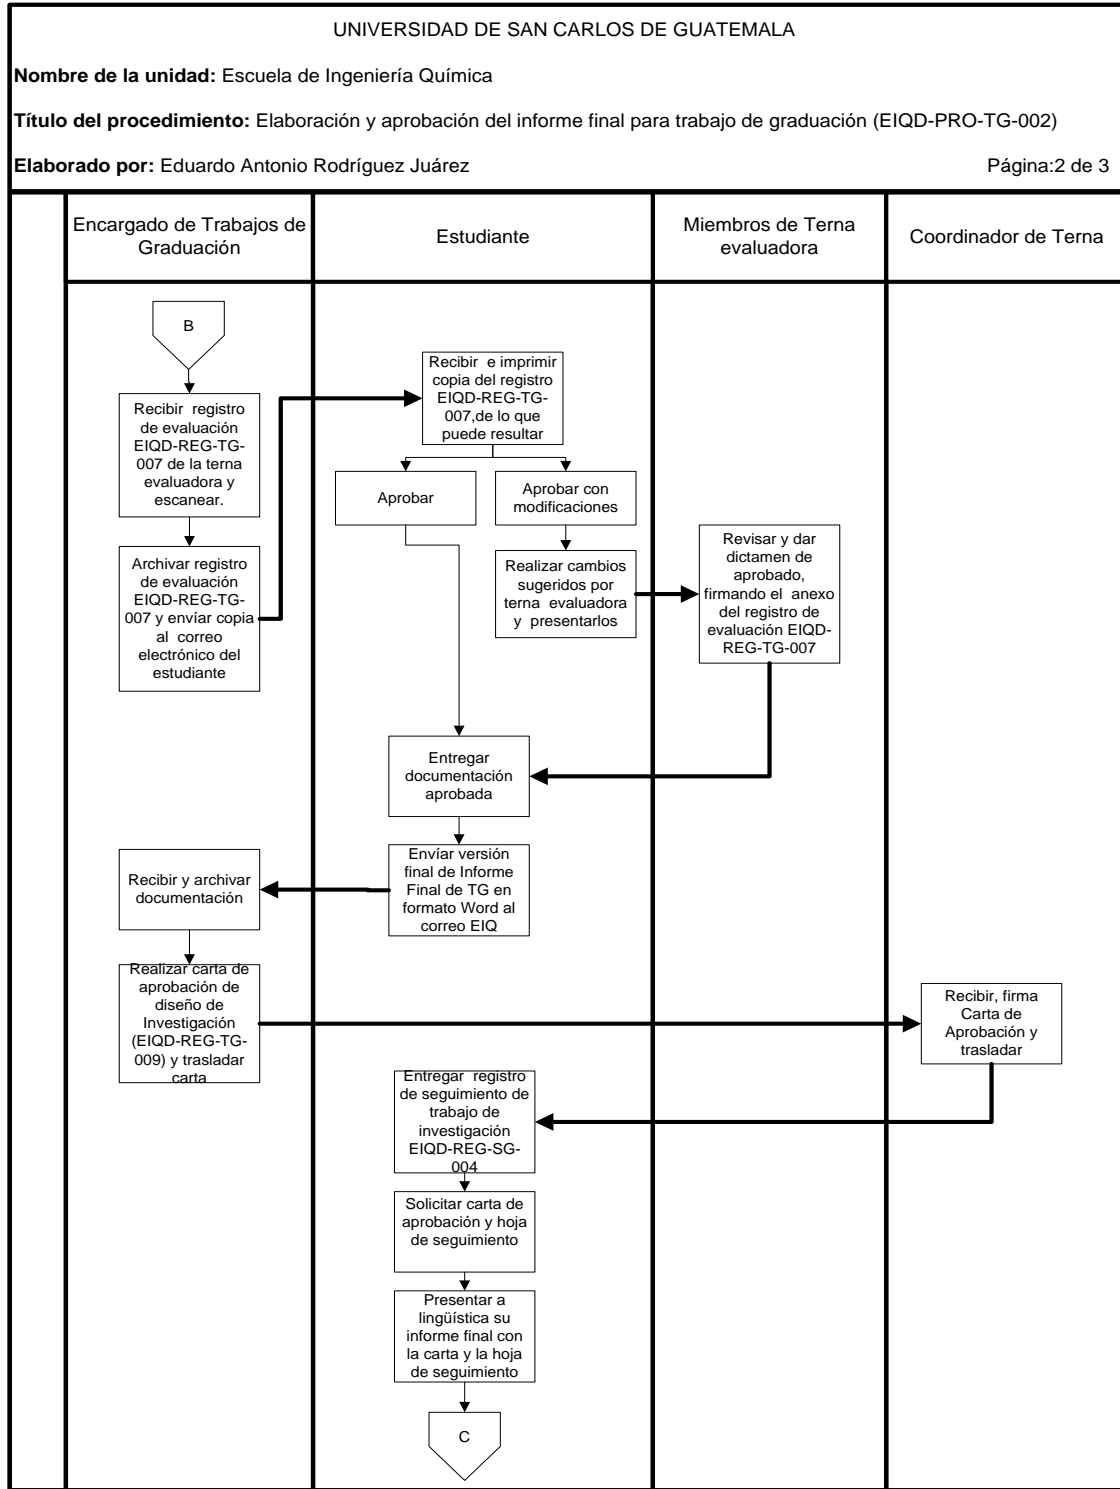 UNIVERSIDAD DE SAN CARLOS DE GUATEMALA
Nombre de la unidad: Escuela de Ingeniería Química
Título del procedimiento: Elaboración y aprobación del informe final para trabajo de graduación (EIQD-PRO-TG-002)
Elaborado por: Eduardo Antonio Rodríguez Juárez Página:2 de 3
Encargado de Trabajos de
Graduación
Estudiante
Miembros de Terna
evaluadora
Coordinador de Terna
B
Recibir registro
de evaluación
EIQD-REG-TG-
007 de la terna
evaluadora y
escanear.
Archivar registro
de evaluación
EIQD-REG-TG-
007 y envíar copia
al correo
electrónico del
estudiante
Recibir e imprimir
copia del registro
EIQD-REG-TG-
007,de lo que
puede resultar
Aprobar
Aprobar con
modificaciones
Realizar cambios
sugeridos por
terna evaluadora
y presentarlos
Revisar y dar
dictamen de
aprobado,
firmando el anexo
del registro de
evaluación EIQD-
REG-TG-007
Entregar
documentación
aprobada
Envíar versión
final de Informe
Final de TG en
formato Word al
correo EIQ
Recibir y archivar
documentación
Realizar carta de
aprobación de
diseño de
Investigación
(EIQD-REG-TG-
009) y trasladar
carta
Recibir, firma
Carta de
Aprobación y
trasladar
Entregar registro
de seguimiento de
trabajo de
investigación
EIQD-REG-SG-
004
Solicitar carta de
aprobación y hoja
de seguimiento
Presentar a
lingüística su
informe final con
la carta y la hoja
de seguimiento
C